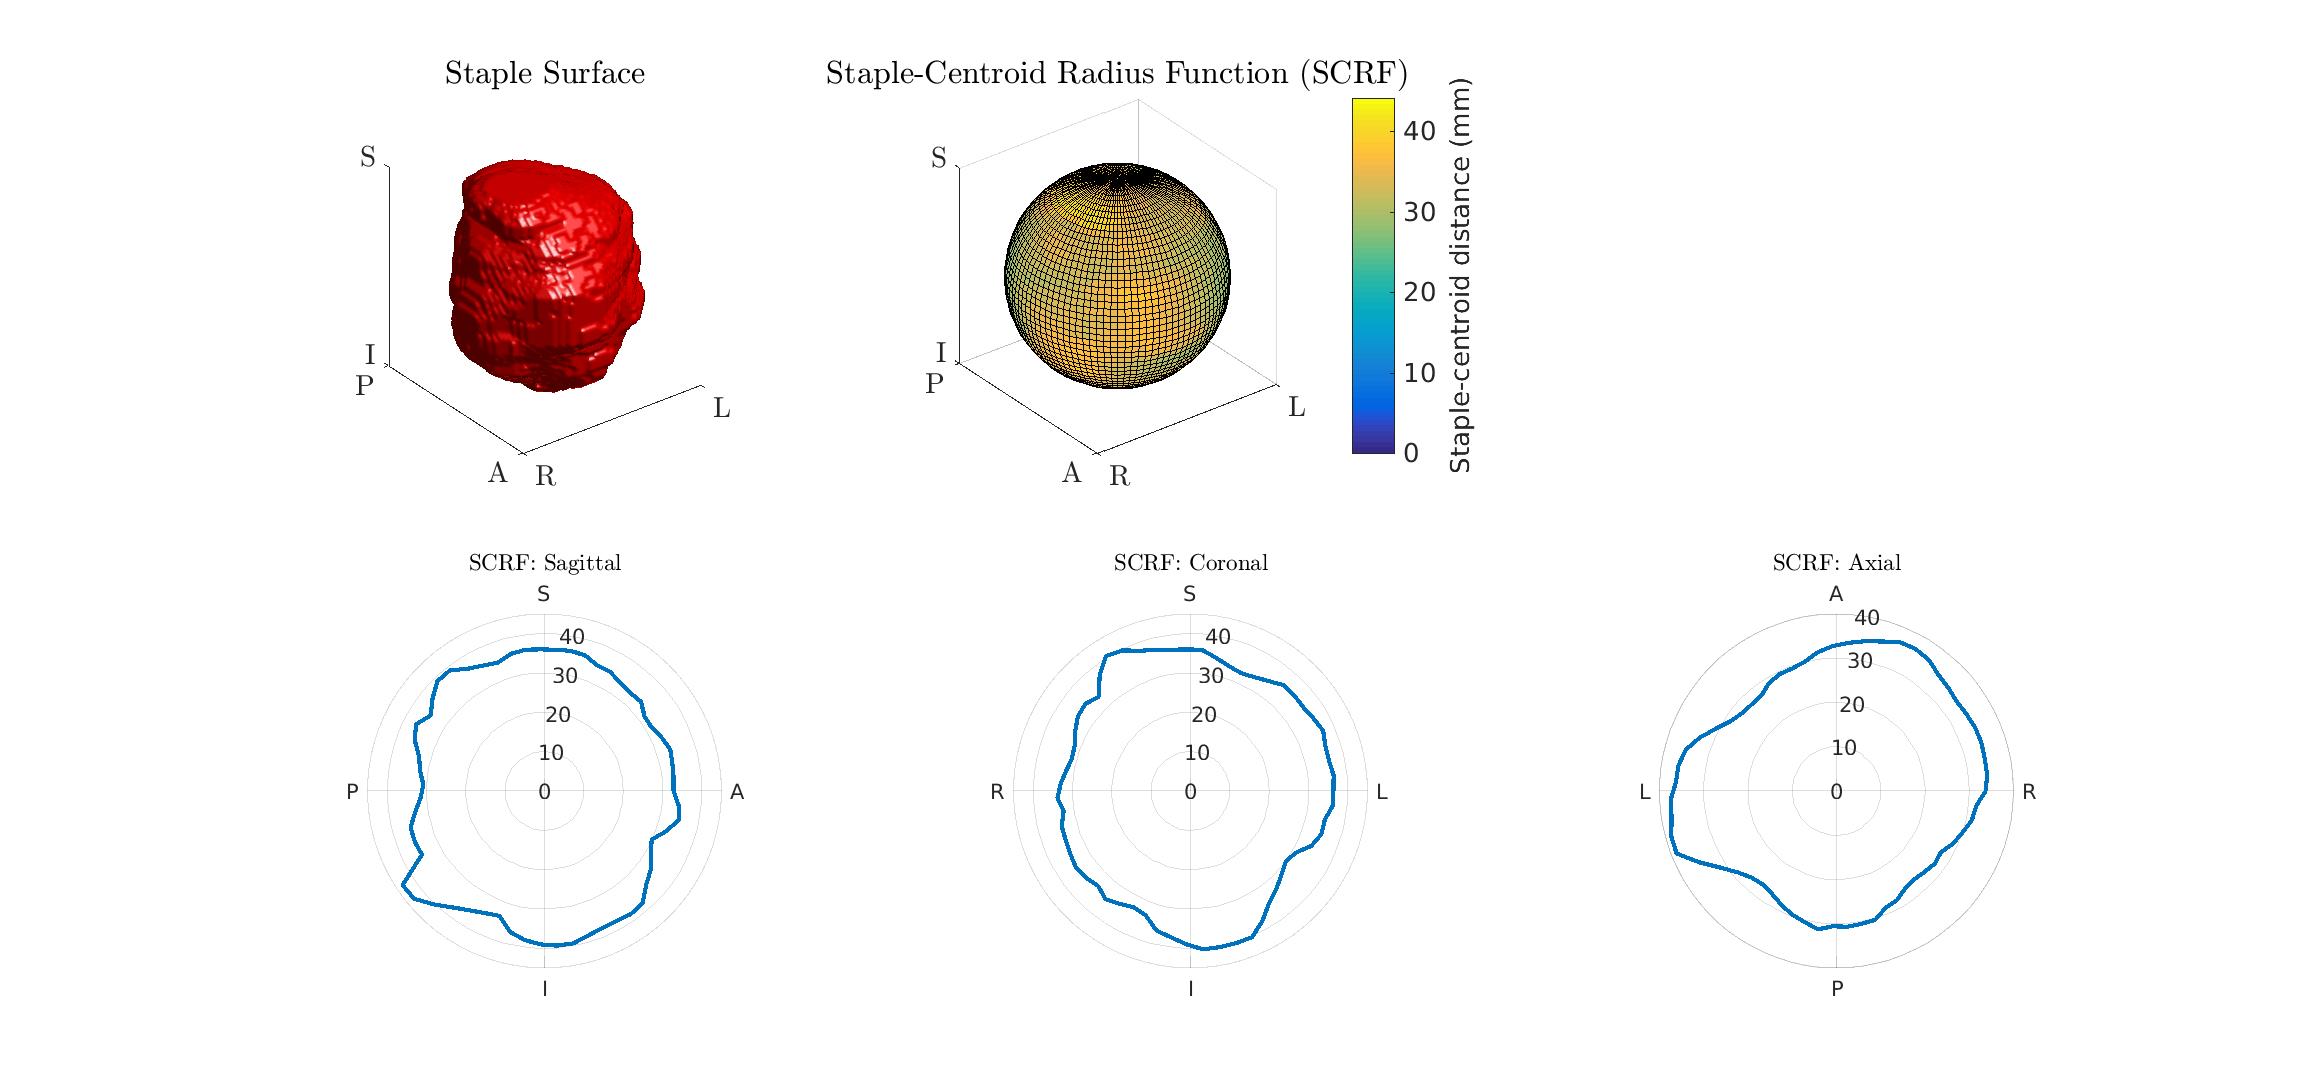 Staple Surface
S
I
P
A
R
L
Staple-Centroid Radius Function (SCRF)
S
I
P
A
R
L
40
30
20
10
0
Staple-centroid distance (mm)
SCRF: Sagittal
S
40
30
20
10
0
P
A
I
SCRF: Coronal
S
40
30
20
10
0
R
L
I
SCRF: Axial
A
40
30
20
10
0
L
R
P